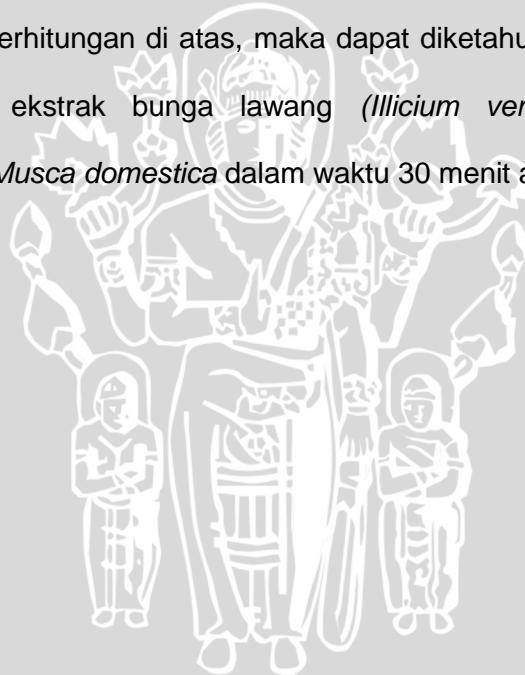 erhitungan di atas, maka dapat diketahu
ekstrak bunga lawang (Illicium ver
Musca domestica dalam waktu 30 menit a